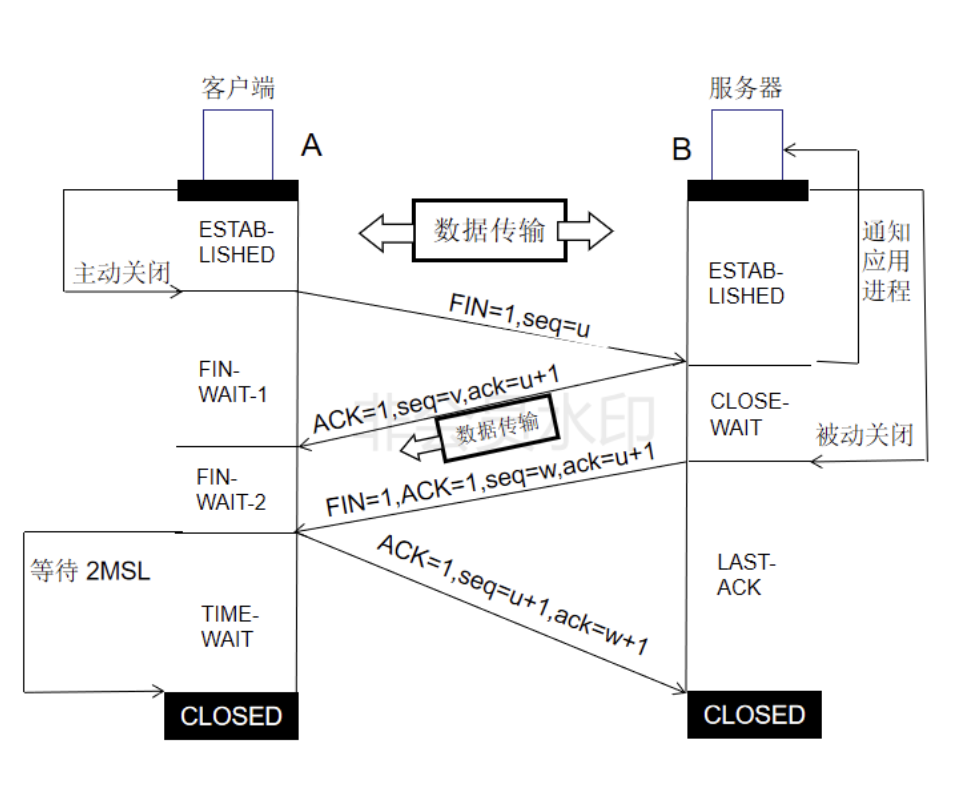 客户端
服务器
A
B
ESTAB-
LISHED
数据传输
通知
应用
进程
主动关闭
ESTAB-
LISHED
FIN=1,seq=u
FIN-
WAIT-1
ACK=1,seq=v,ack=u+1
CLOSE-
WAIT
数据传输
被动关闭
FIN-
WAIT-2
FIN=1,ACK=1,seq=w,ack=u+1
等待 2MSL
ACK=1,seq=u+1,ack=w+1
LAST-
ACK
TIME-
WAIT
CLOSED
CLOSED